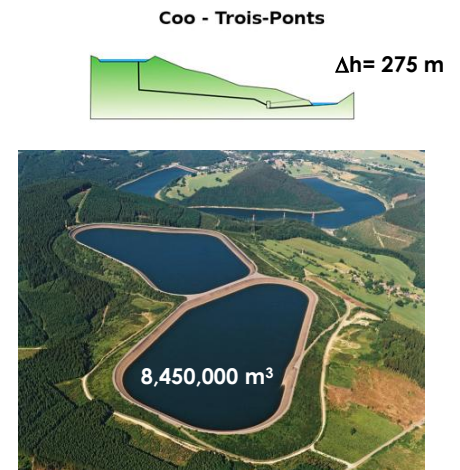 Coo - Trois-Ponts
Δh= 275 m
8,450,000 m³